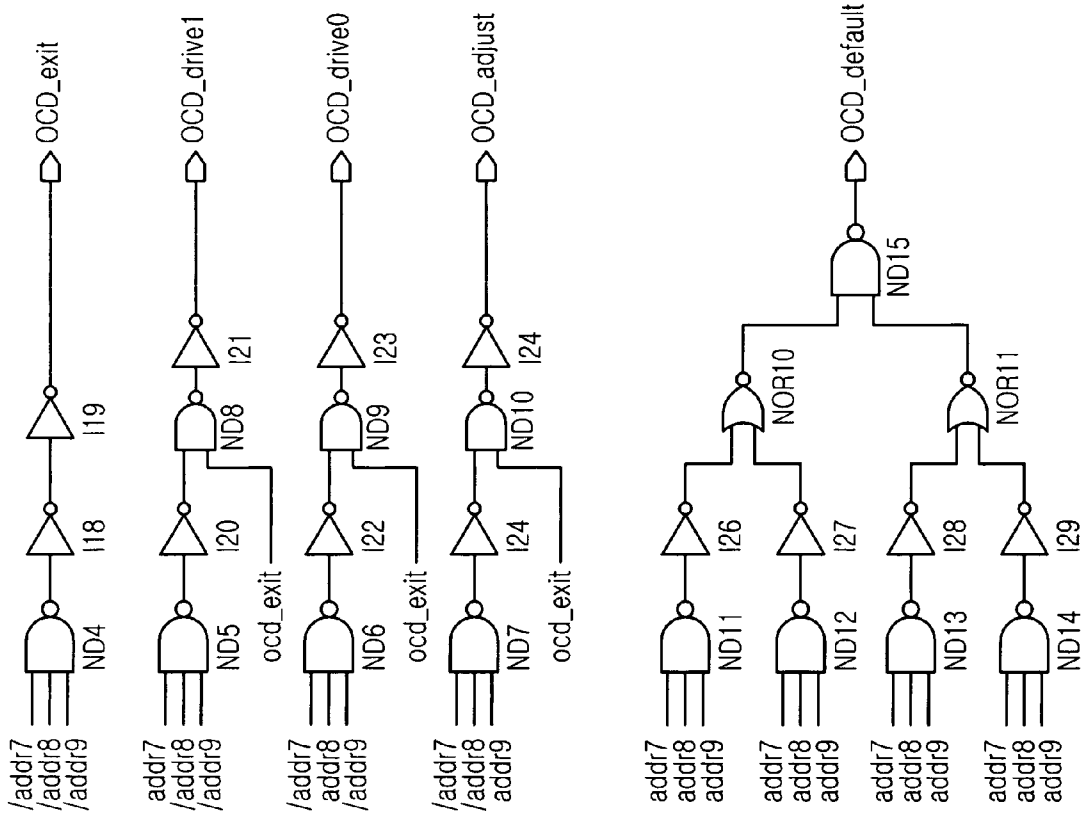 /addr7
/addr8
/addr9
ND4
I18
I19
OCD_exit
addr7
/addr8
/addr9
ND5
I20
ocd_exit
ND8
I21
OCD_drive1
/addr7
addr8
/addr9
ND6
I22
ocd_exit
ND9
I23
OCD_drive0
/addr7
/addr8
addr9
ND7
I24
ocd_exit
ND10
I24
OCD_adjust
addr7
addr8
addr9
ND11
I26
addr7
addr8
addr9
ND12
I27
NOR10
addr7
addr8
addr9
ND13
I28
addr7
addr8
addr9
ND14
I29
NOR11
ND15
OCD_default